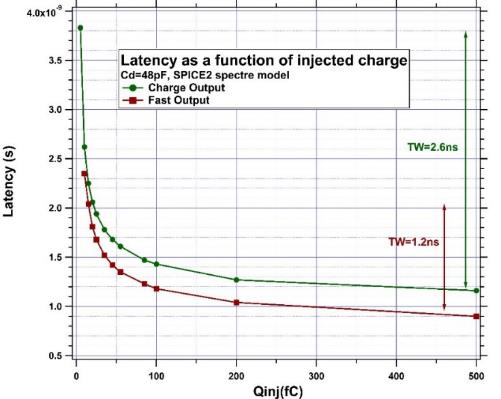 4.0x10⁻⁹
3.5
3.0
2.5
2.0
1.5
1.0
0.5
Latency (s)
Latency as a function of injected charge
Cd=48pF, SPICE2 spectre model
Charge Output
Fast Output
TW=2.6ns
TW=1.2ns
0
100
200
300
400
500
Qinj(fC)